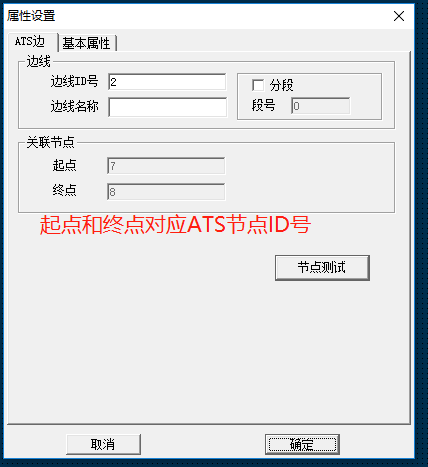 属性设置
ATS边 基本属性
边线
边线ID号 2
分段
边线名称
段号 0
关联节点
起点 7
终点 8
起点和终点对应ATS节点ID号
节点测试
取消 确定